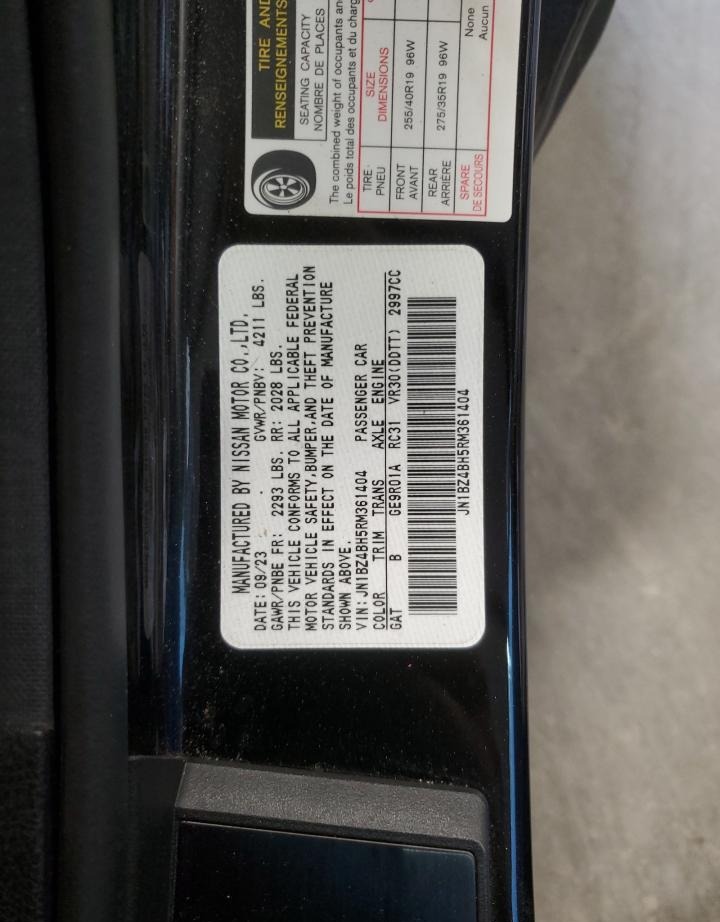 MANUFACTURED BY NISSAN MOTOR CO.,LTD.
DATE: 09/23 GVWR/PNBV: 4211 LBS.
GAWR/PNBE FR: 2293 LBS. RR: 2028 LBS.
THIS VEHICLE CONFORMS TO ALL APPLICABLE FEDERAL
MOTOR VEHICLE SAFETY,BUMPER,AND THEFT PREVENTION
STANDARDS IN EFFECT ON THE DATE OF MANUFACTURE
SHOWN ABOVE.
VIN:JN1BZ4BH5RM361404 PASSENGER CAR
COLOR TRIM TRANS AXLE ENGINE
GAT B GE9R01A RC31 VR30(DDTT) 2997CC
JN1BZ4BH5RM361404
TIRE AND
RENSEIGNEMENTS
SEATING CAPACITY
NOMBRE DE PLACES
The combined weight of occupants an
Le poids total des occupants et du charg
TIRE SIZE
PNEU DIMENSIONS
FRONT 255/40R19 96W
AVANT
REAR 275/35R19 96W
ARRIÈRE
SPARE None
DE SECOURS Aucun